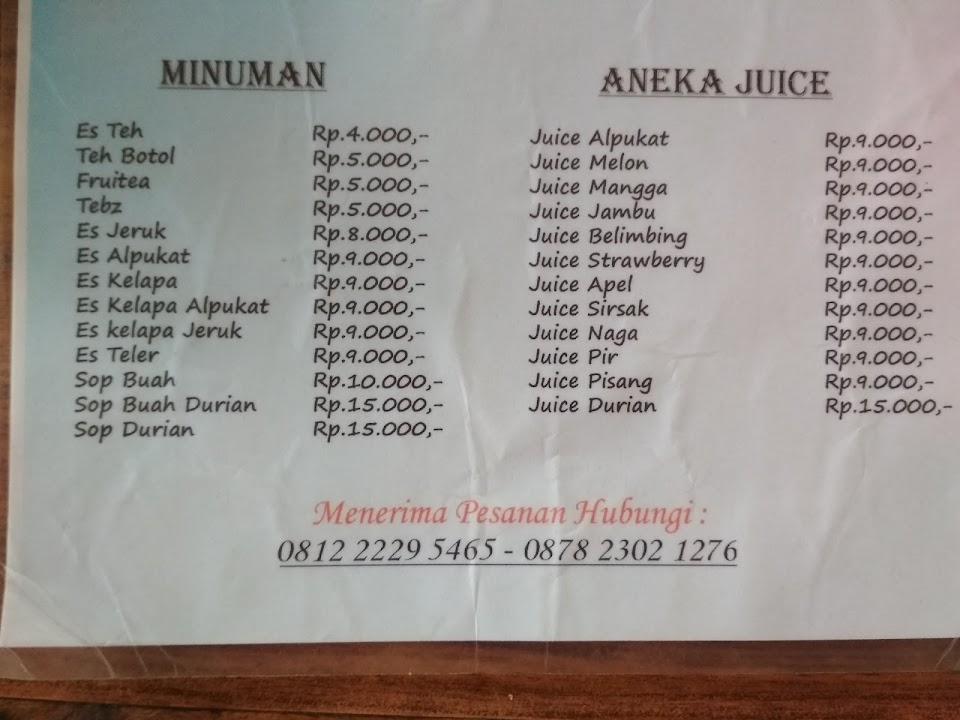 MINUMAN
Es Teh Rp.4.000,-
Teh Botol Rp.5.000,-
Fruitea Rp.5.000,-
Tebz Rp.5.000,-
Es Jeruk Rp.8.000,-
Es Alpukat Rp.9.000,-
Es Kelapa Rp.9.000,-
Es Kelapa Alpukat Rp.9.000,-
Es kelapa Jeruk Rp.9.000,-
Es Teler Rp.9.000,-
Sop Buah Rp.10.000,-
Sop Buah Durian Rp.15.000,-
Sop Durian Rp.15.000,-
ANEKA JUICE
Juice Alpukat Rp.9.000,-
Juice Melon Rp.9.000,-
Juice Mangga Rp.9.000,-
Juice Jambu Rp.9.000,-
Juice Belimbing Rp.9.000,-
Juice Strawberry Rp.9.000,-
Juice Apel Rp.9.000,-
Juice Sirsak Rp.9.000,-
Juice Naga Rp.9.000,-
Juice Pir Rp.9.000,-
Juice Pisang Rp.9.000,-
Juice Durian Rp.15.000,-
Menerima Pesanan Hubungi :
0812 2229 5465 - 0878 2302 1276